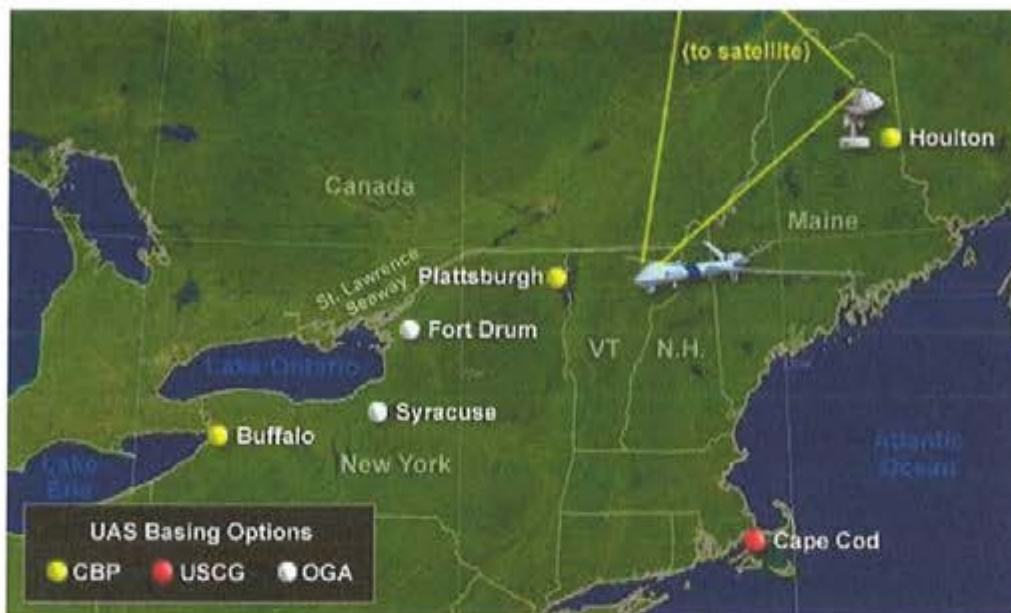 (to satellite)
Houlton
Canada
Maine
Plattsburgh
St. Lawrence
Seaway
Fort Drum
VT
N.H.
Lake Ontario
Syracuse
Buffalo
New York
Atlantic
Ocean
Lake
Erie
UAS Basing Options
CBP
USCG
OGA
Cape Cod